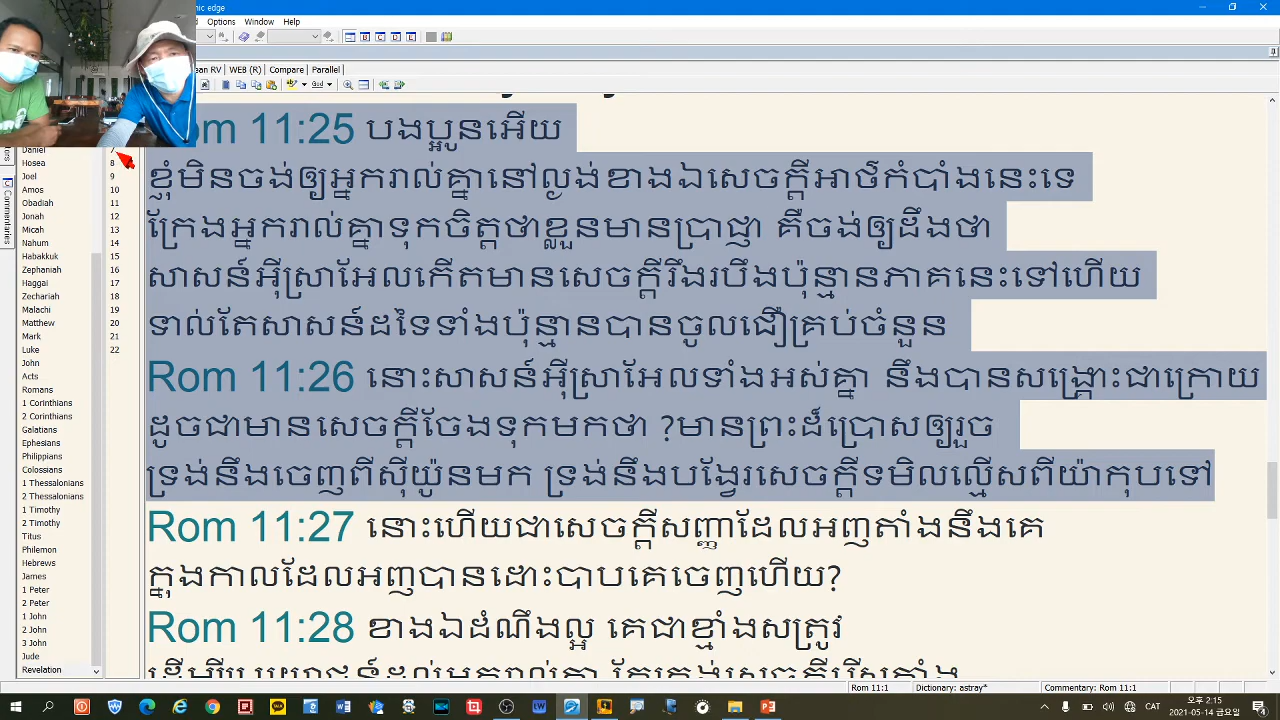 nic edge
Options Window Help
ean RV WEB (R) Compare Parallel
Rom 11:25 បងប្អូនអើយ
ខ្ញុំមិនចង់ឲ្យអ្នករាល់គ្នានៅល្ងង់ខាងឯសេចក្ដីអាថ៌កំបាំងនេះទេ
ក្រែងអ្នករាល់គ្នាទុកចិត្តថាខ្លួនមានប្រាជ្ញា គឺចង់ឲ្យដឹងថា
សាសន៍អ៊ីស្រាអែលកើតមានសេចក្ដីរឹងរបឹងប៉ុន្មានភាគនេះទៅហើយ
ទាល់តែសាសន៍ដទៃទាំងប៉ុន្មានបានចូលជឿគ្រប់ចំនួន
Rom 11:26 នោះសាសន៍អ៊ីស្រាអែលទាំងអស់គ្នា នឹងបានសង្គ្រោះជាក្រោយ
ដូចជាមានសេចក្ដីចែងទុកមកថា ?មានព្រះដ៏ប្រោសឲ្យរួច
ទ្រង់នឹងចេញពីស៊ីយ៉ូនមក ទ្រង់នឹងបង្វែរសេចក្ដីទមិលល្មើសពីយ៉ាកុបទៅ
Rom 11:27 នោះហើយជាសេចក្ដីសញ្ញាដែលអញតាំងនឹងគេ
ក្នុងកាលដែលអញបានដោះបាបគេចេញហើយ?
Rom 11:28 ខាងឯដំណឹងល្អ គេជាខ្មាំងសត្រូវ
Daniel
Hosea
Joel
Amos
Obadiah
Jonah
Micah
Nahum
Habakkuk
Zephaniah
Haggai
Zechariah
Malachi
Matthew
Mark
Luke
John
Acts
Romans
1 Corinthians
2 Corinthians
Galatians
Ephesians
Philippians
Colossians
1 Thessalonians
2 Thessalonians
1 Timothy
2 Timothy
Titus
Philemon
Hebrews
James
1 Peter
2 Peter
1 John
2 John
3 John
Jude
Revelation
7
8
9
10
11
12
13
14
15
16
17
18
19
20
21
22
Commentaries
Rom 11:1 Dictionary: astray* Commentary: Rom 11:1
CAT
오후 2:15
2021-05-14 금요일